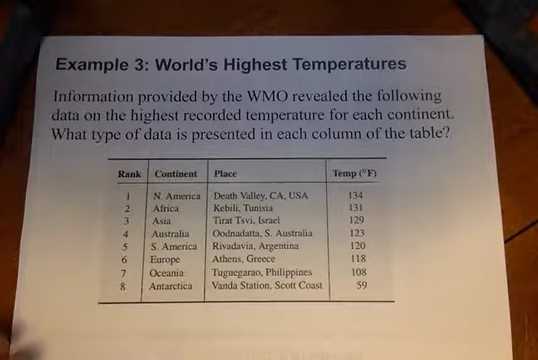 Example 3: World's Highest Temperatures
Information provided by the WMO revealed the following
data on the highest recorded temperature for each continent.
What type of data is presented in each column of the table?
Rank Continent Place Temp (°F)
1 N. America Death Valley, CA, USA 134
2 Africa Kebili, Tunisia 131
3 Asia Tirat Tsvi, Israel 129
4 Australia Oodnadatta, S. Australia 123
5 S. America Rivadavia, Argentina 120
6 Europe Athens, Greece 118
7 Oceania Tuguegarao, Philippines 108
8 Antarctica Vanda Station, Scott Coast 59